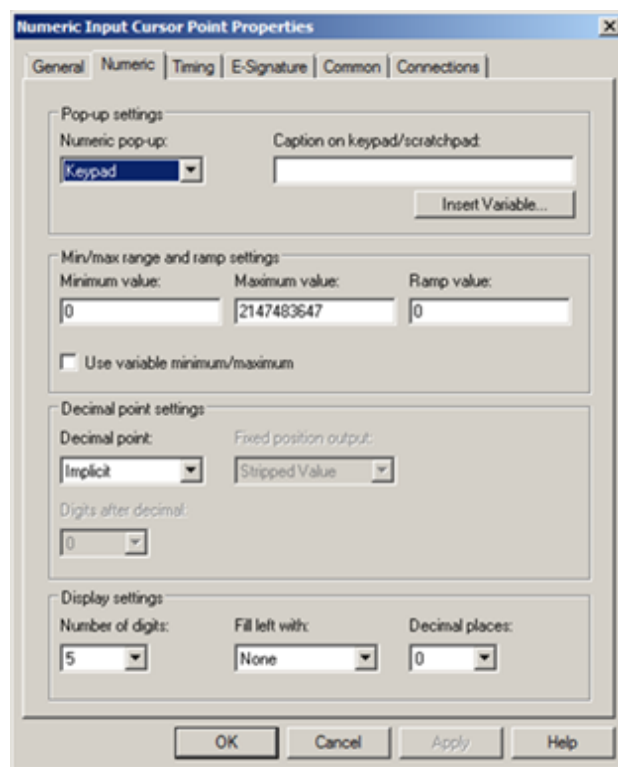 Numeric Input Cursor Point Properties
General Numeric Timing E-Signature Common Connections
Pop-up settings
Numeric pop-up: Caption on keypad/scratchpad:
Keypad
Insert Variable...
Min/max range and ramp settings
Minimum value: Maximum value: Ramp value:
0 2147483647 0
Use variable minimum/maximum
Decimal point settings
Decimal point: Fixed position output:
Implicit Stripped Value
Digits after decimal:
0
Display settings
Number of digits: Fill left with: Decimal places:
5 None 0
OK Cancel Apply Help